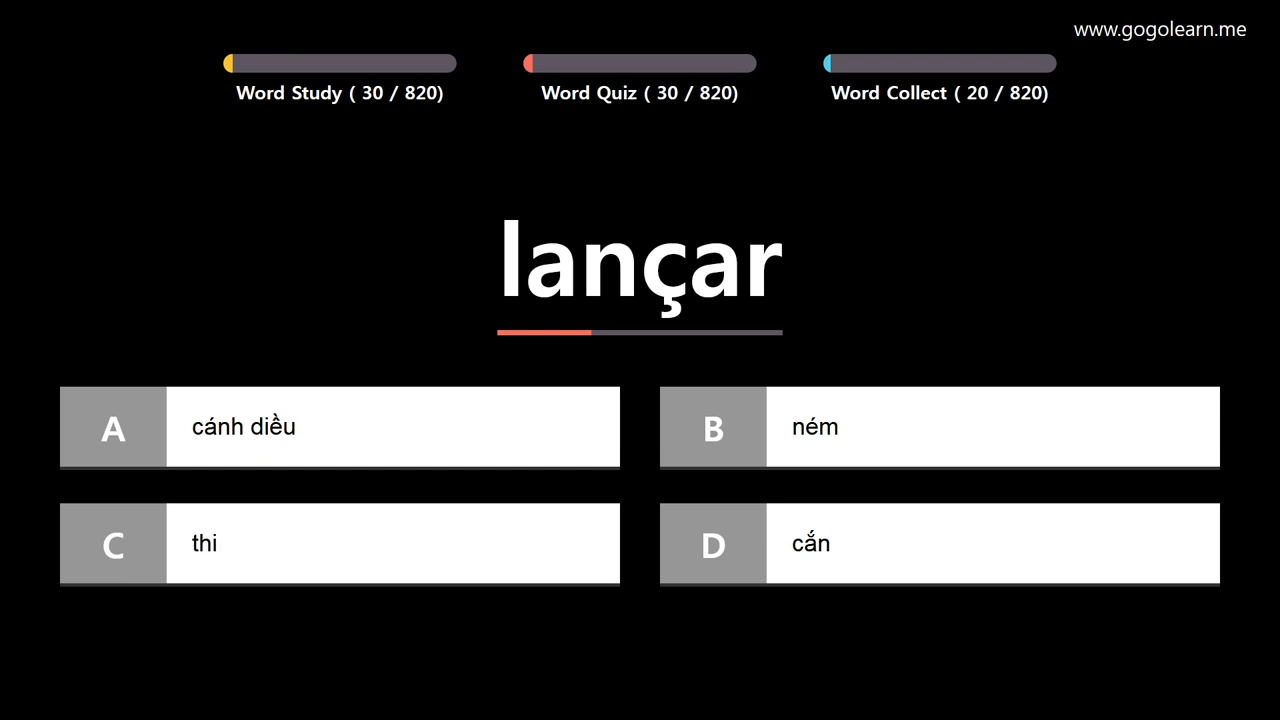 www.gogolearn.me
Word Study ( 30 / 820)
Word Quiz ( 30 / 820)
Word Collect ( 20 / 820)
lançar
A cánh diều
B ném
C thi
D cắn